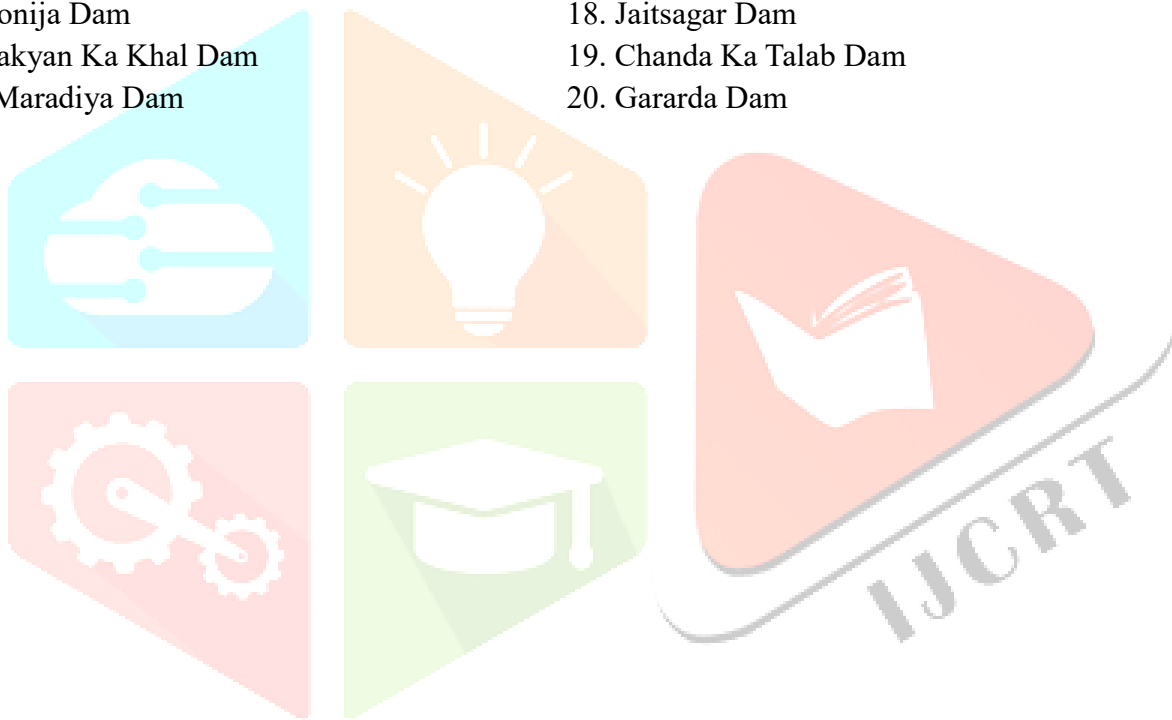 onija Dam
akyan Ka Khal Dam
Maradiya Dam
18. Jaitsagar Dam
19. Chanda Ka Talab Dam
20. Gararda Dam
IJCRT